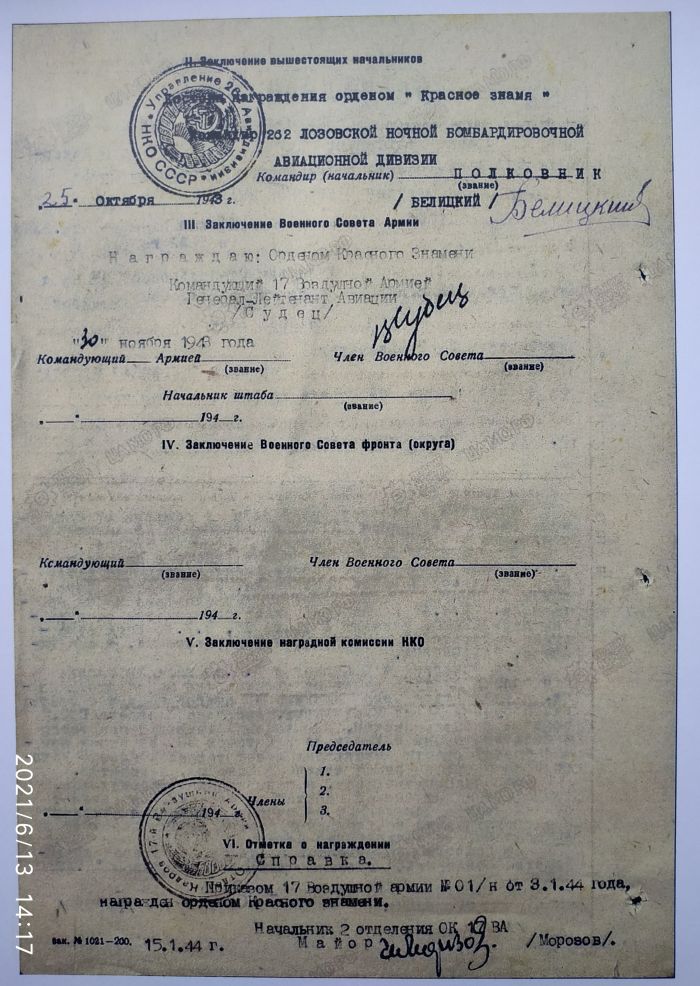 II. Заключение вышестоящих начальников
награждения орденом " Красное знамя "
262 ЛОЗОВСКОЙ НОЧНОЙ БОМБАРДИРОВОЧНОЙ
АВИАЦИОННОЙ ДИВИЗИИ
Управление 262 Авиадивизии НКО СССР
Командир (начальник) ПОЛКОВНИК
(звание)
„25“ Октября 1943 г.
/ БЕЛИЦКИЙ / Белицкий
III. Заключение Военного Совета Армии
Награждаю: Орденом Красного Знамени
Командующий 17 Воздушной Армией
Генерал-Лейтенант Авиации
/Судец/
"30" ноября 1943 года
Командующий Армией Член Военного Совета
(звание) (звание)
Начальник штаба
(звание)
„ “ 194 г.
IV. Заключение Военного Совета фронта (округа)
Командующий Член Военного Совета
(звание) (звание)
„ “ 194 г.
V. Заключение наградной комиссии НКО
Председатель
1.
Члены 2.
3.
„ “ 194 г.
VI. Отметка о награждении
Справка.
Приказом 17 Воздушной армии №01/н от 3.1.44 года,
награжден орденом Красного знамени.
Начальник 2 отделения ОК 17 ВА
зак. № 1021-200. 15.1.44 г. Майор /Морозов/.
2021/6/13 14:17